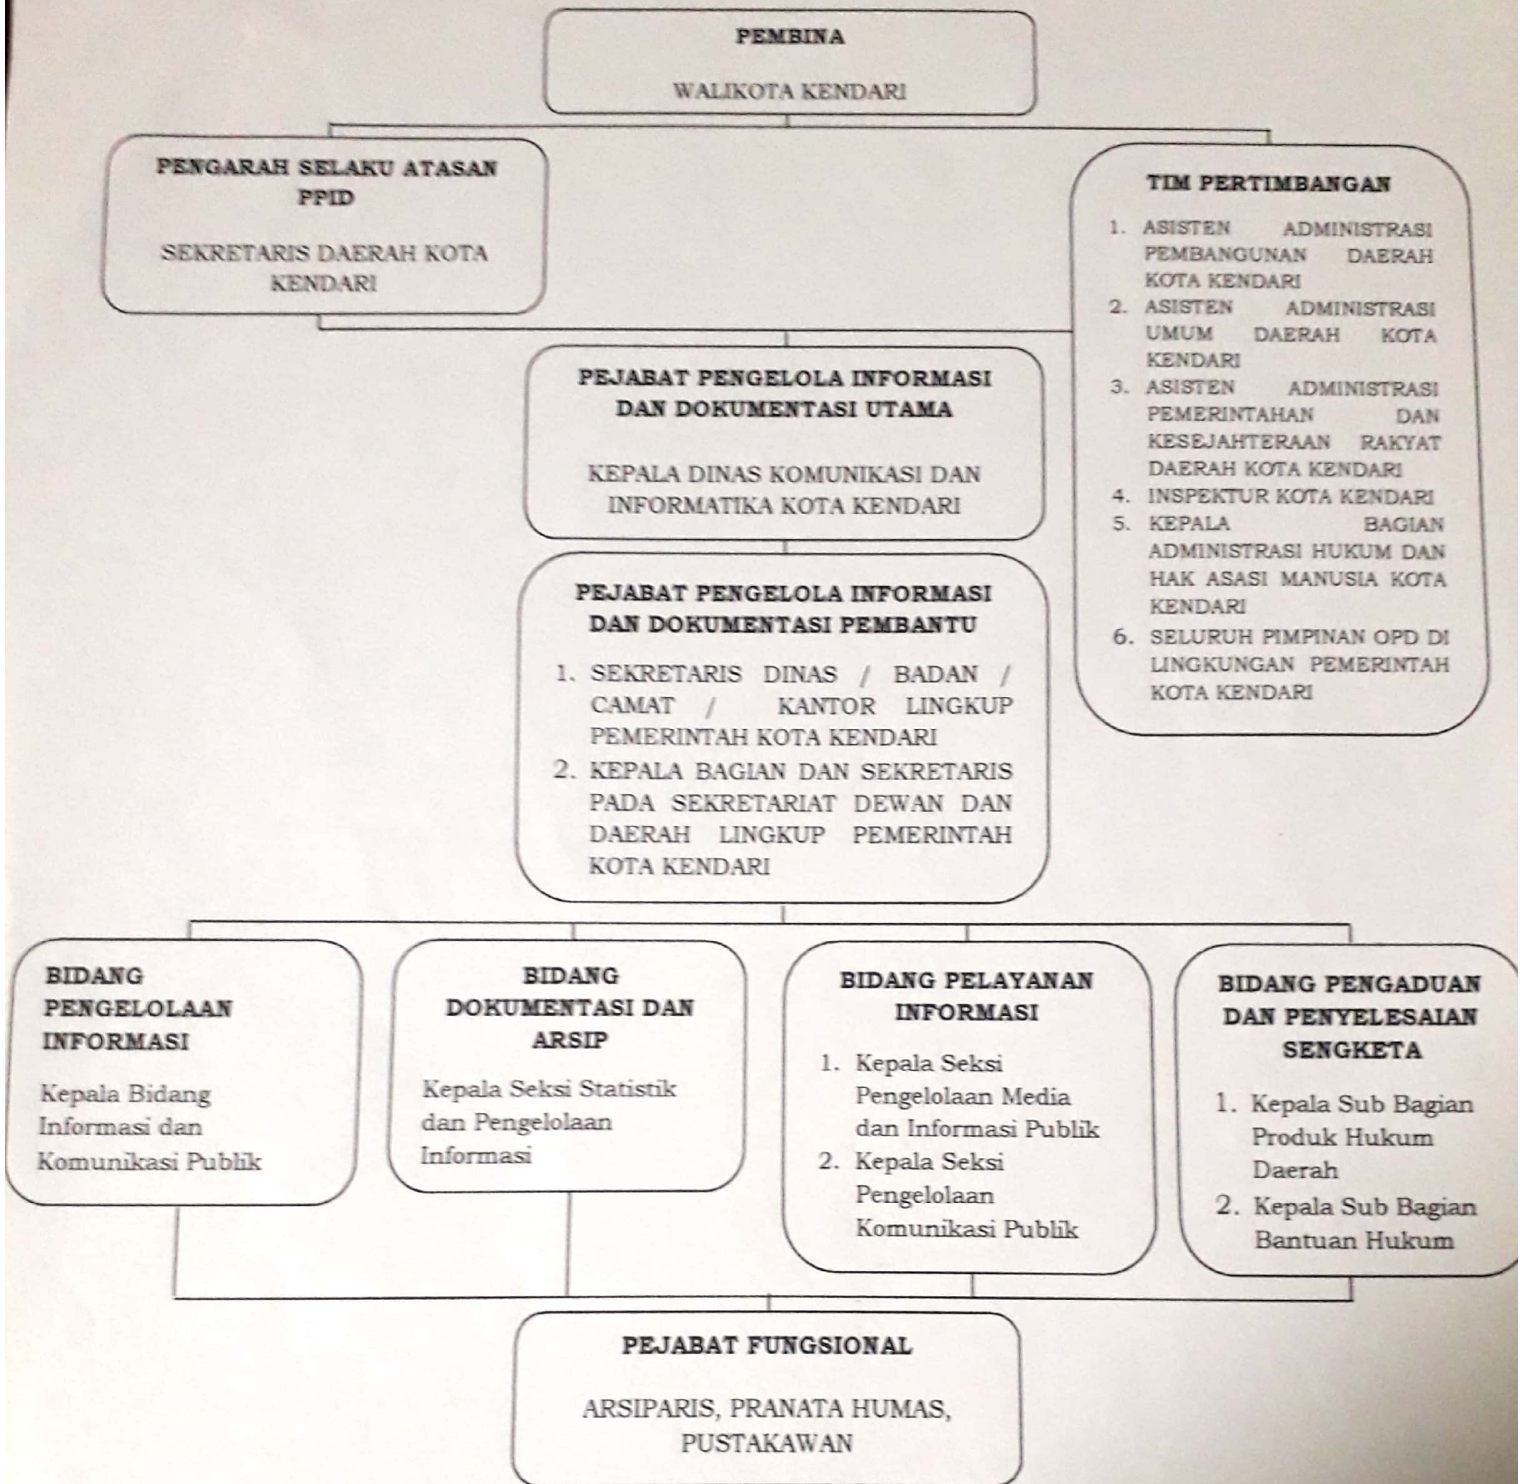 PEMBINA
WALIKOTA KENDARI
PENGARAH SELAKU ATASAN
PPID
SEKRETARIS DAERAH KOTA
KENDARI
TIM PERTIMBANGAN
1. ASISTEN ADMINISTRASI
PEMBANGUNAN DAERAH
KOTA KENDARI
2. ASISTEN ADMINISTRASI
UMUM DAERAH KOTA
KENDARI
3. ASISTEN ADMINISTRASI
PEMERINTAHAN DAN
KESEJAHTERAAN RAKYAT
DAERAH KOTA KENDARI
4. INSPEKTUR KOTA KENDARI
5. KEPALA BAGIAN
ADMINISTRASI HUKUM DAN
HAK ASASI MANUSIA KOTA
KENDARI
6. SELURUH PIMPINAN OPD DI
LINGKUNGAN PEMERINTAH
KOTA KENDARI
PEJABAT PENGELOLA INFORMASI
DAN DOKUMENTASI UTAMA
KEPALA DINAS KOMUNIKASI DAN
INFORMATIKA KOTA KENDARI
PEJABAT PENGELOLA INFORMASI
DAN DOKUMENTASI PEMBANTU
1. SEKRETARIS DINAS / BADAN /
CAMAT / KANTOR LINGKUP
PEMERINTAH KOTA KENDARI
2. KEPALA BAGIAN DAN SEKRETARIS
PADA SEKRETARIAT DEWAN DAN
DAERAH LINGKUP PEMERINTAH
KOTA KENDARI
BIDANG
PENGELOLAAN
INFORMASI
Kepala Bidang
Informasi dan
Komunikasi Publik
BIDANG
DOKUMENTASI DAN
ARSIP
Kepala Seksi Statistik
dan Pengelolaan
Informasi
BIDANG PELAYANAN
INFORMASI
1. Kepala Seksi
Pengelolaan Media
dan Informasi Publik
2. Kepala Seksi
Pengelolaan
Komunikasi Publik
BIDANG PENGADUAN
DAN PENYELESAIAN
SENGKETA
1. Kepala Sub Bagian
Produk Hukum
Daerah
2. Kepala Sub Bagian
Bantuan Hukum
PEJABAT FUNGSIONAL
ARSIPARIS, PRANATA HUMAS,
PUSTAKAWAN